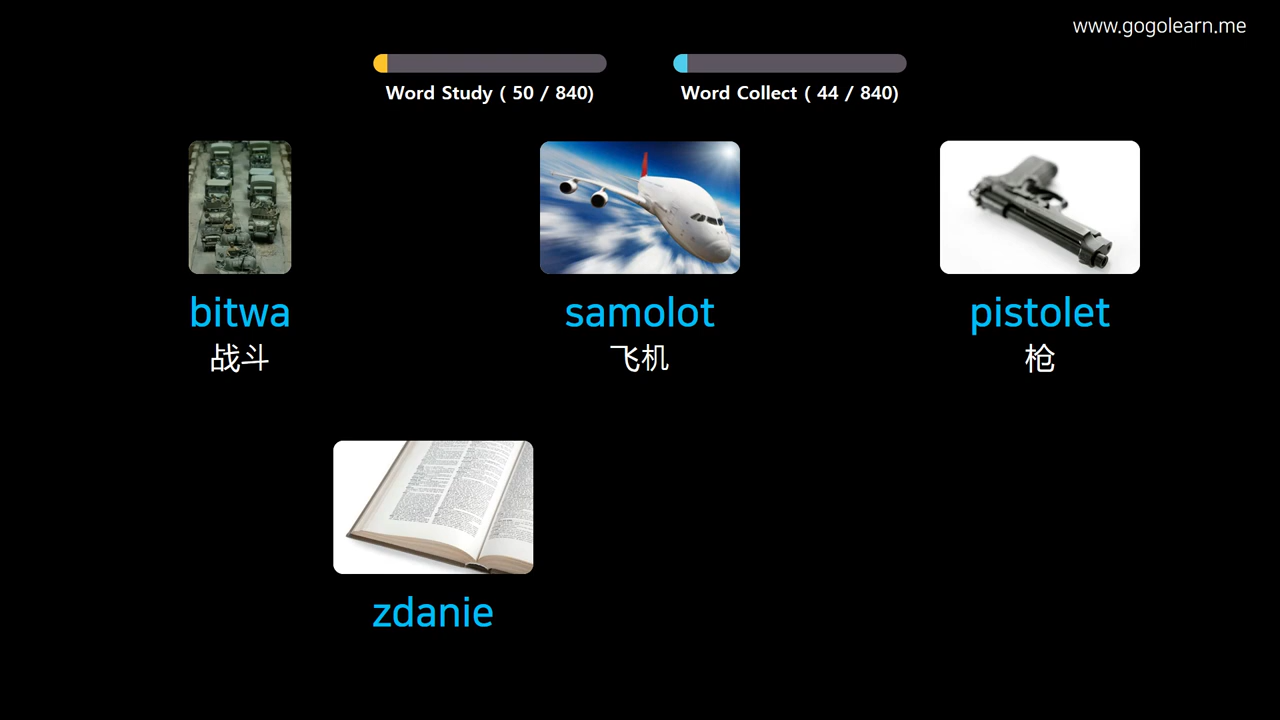 www.gogolearn.me
Word Study ( 50 / 840)
Word Collect ( 44 / 840)
bitwa
战斗
samolot
飞机
pistolet
枪
zdanie